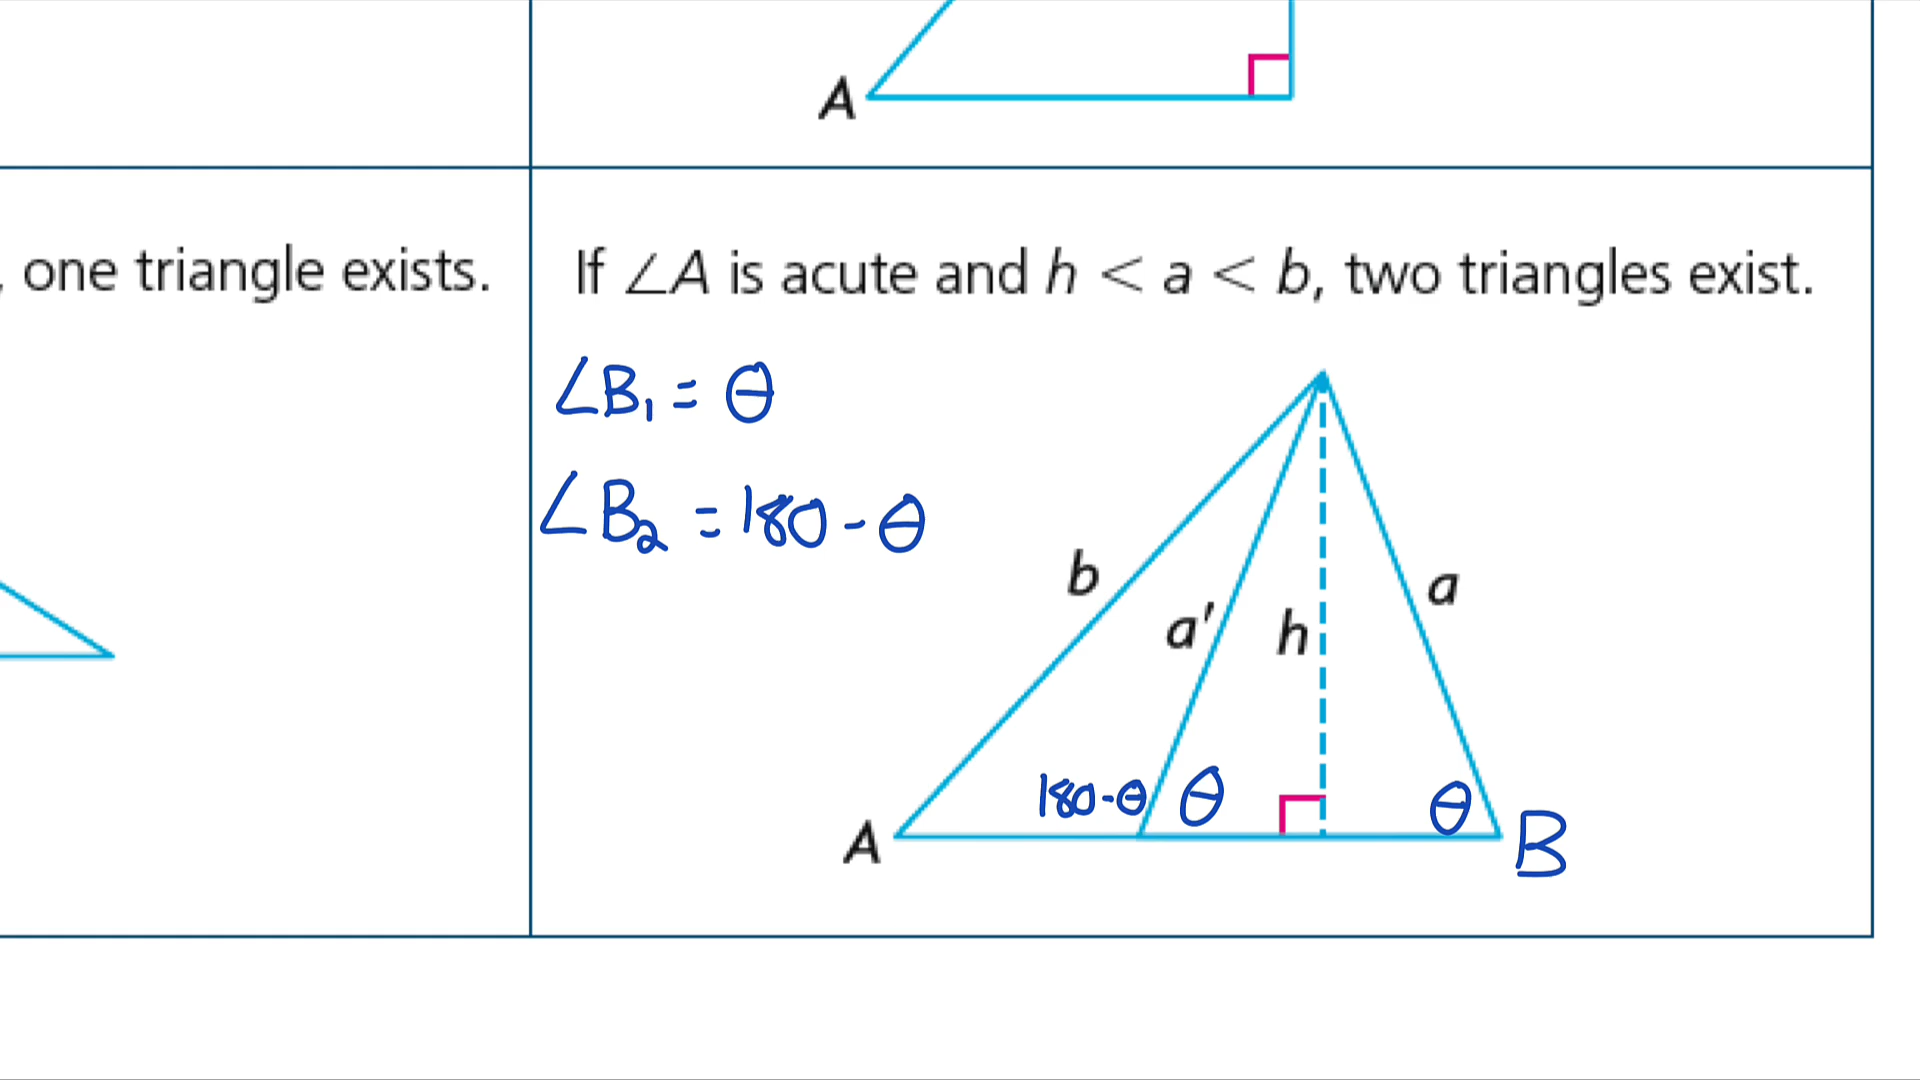 A
, one triangle exists.
If ∠A is acute and h < a < b, two triangles exist.
∠B₁ = θ
∠B₂ = 180 - θ
b
a
a'
h
180-θ
θ
θ
A
B